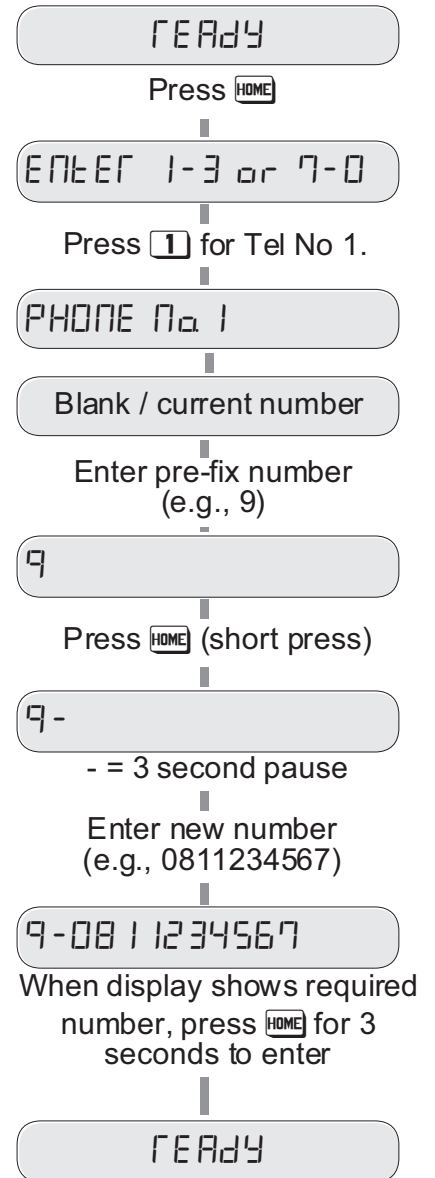 rEAdY
Press HOME
EntEr 1-3 or 7-0
Press 1 for Tel No 1.
PHONE No 1
Blank / current number
Enter pre-fix number
(e.g., 9)
9
Press HOME (short press)
9-
- = 3 second pause
Enter new number
(e.g., 0811234567)
9-0811234567
When display shows required
number, press HOME for 3
seconds to enter
rEAdY